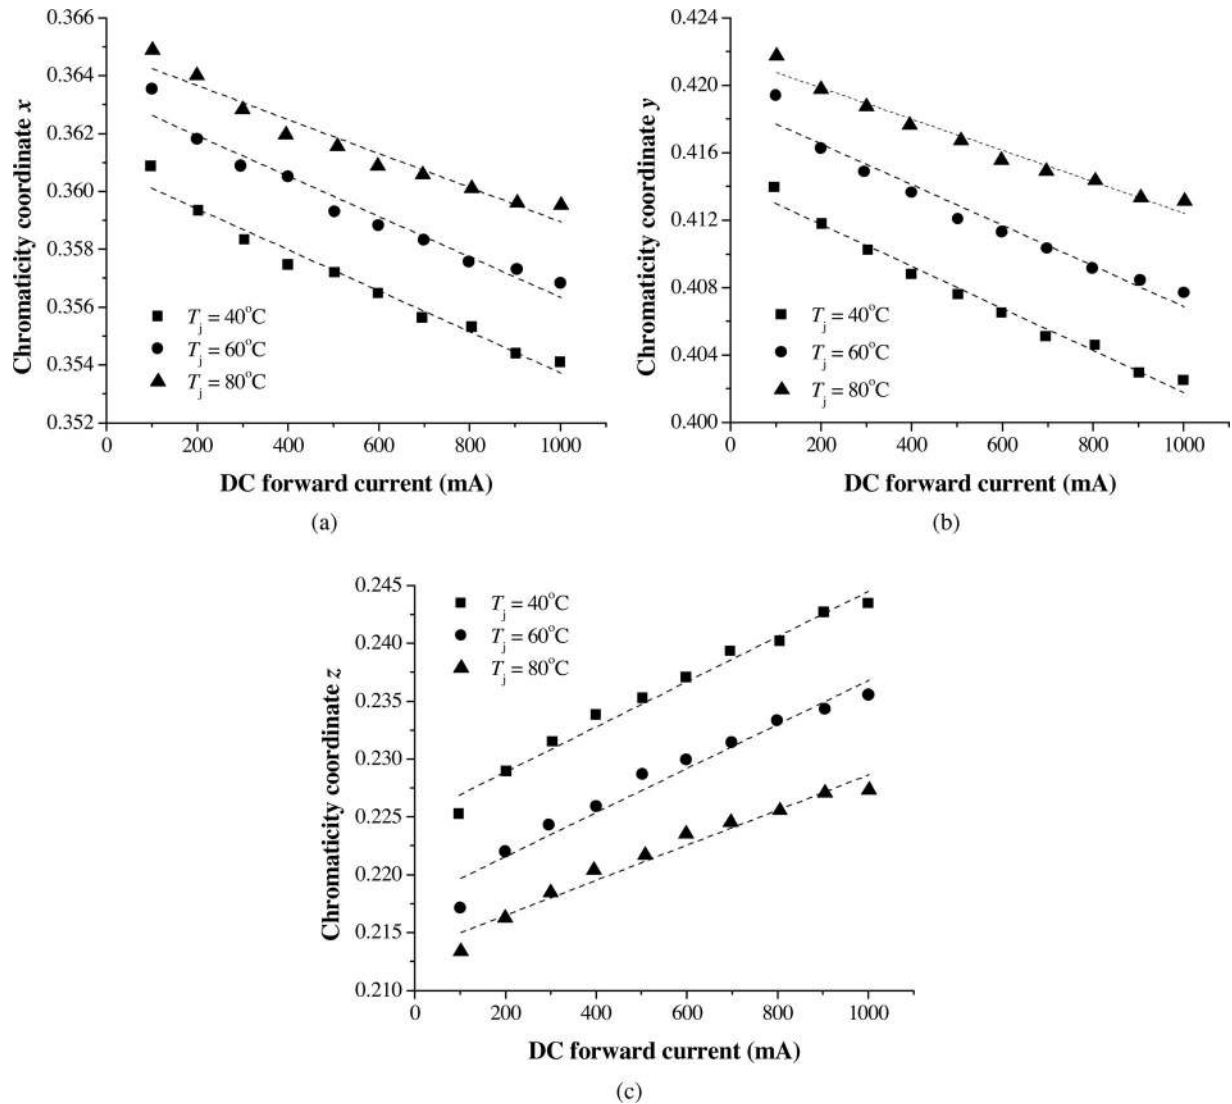 0.366
0.364
0.362
0.360
0.358
0.356
0.354
0.352
Chromaticity coordinate x
T_j = 40°C
T_j = 60°C
T_j = 80°C
0 200 400 600 800 1000
DC forward current (mA)
(a)
0.424
0.420
0.416
0.412
0.408
0.404
0.400
Chromaticity coordinate y
T_j = 40°C
T_j = 60°C
T_j = 80°C
0 200 400 600 800 1000
DC forward current (mA)
(b)
0.245
0.240
0.235
0.230
0.225
0.220
0.215
0.210
Chromaticity coordinate z
T_j = 40°C
T_j = 60°C
T_j = 80°C
0 200 400 600 800 1000
DC forward current (mA)
(c)